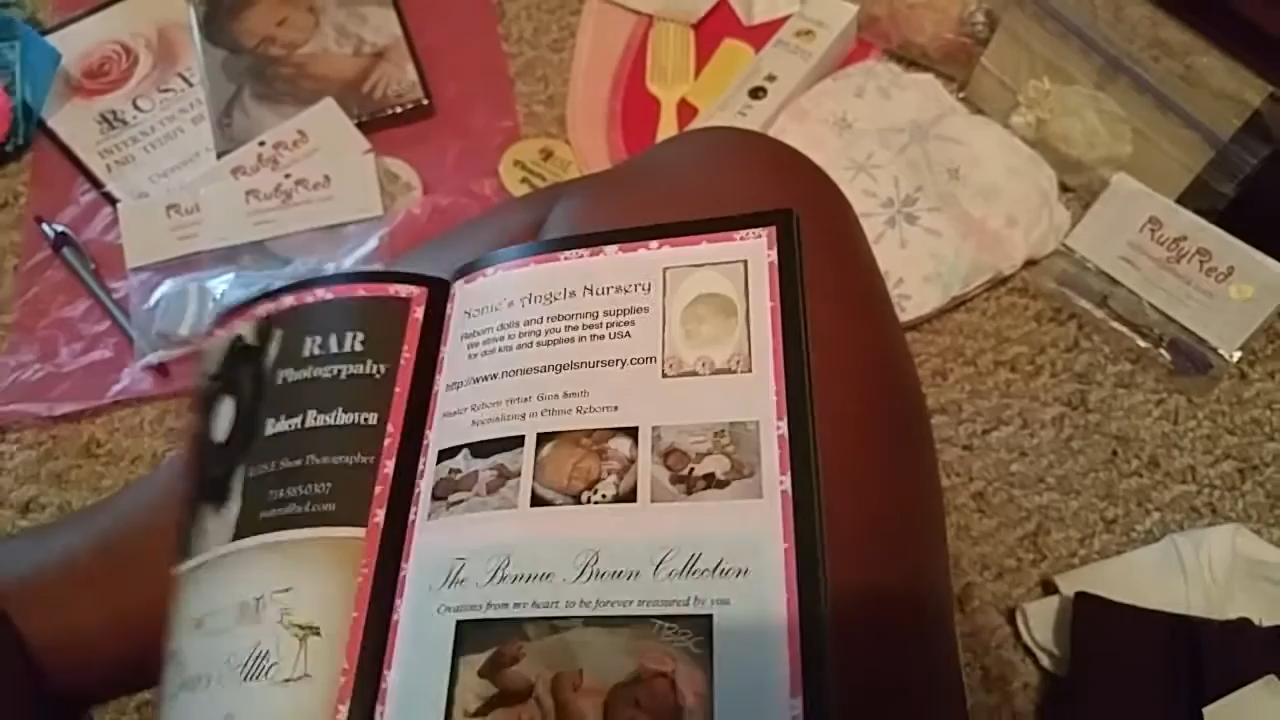 R.O.S.E
INTERNATIONAL
AND TEDDY
RubyRed
RubyRed
Ru
RubyRed
RAR
Photogrpahy
Robert Rusthoven
R.O.S.E Show Photographer
Nonie's Angels Nursery
Reborn dolls and reborning supplies
We strive to bring you the best prices
for doll kits and supplies in the USA
http://www.noniesangelsnursery.com
Master Reborn Artist Gina Smith
Specializing in Ethnic Reborns
The Bonnie Brown Collection
Creations from my heart, to be forever treasured by you
TBBC
Attic